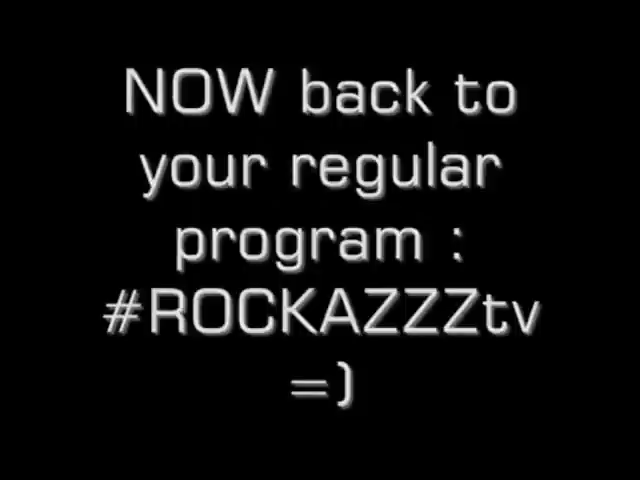 NOW back to
your regular
program :
#ROCKAZZZtv
=)